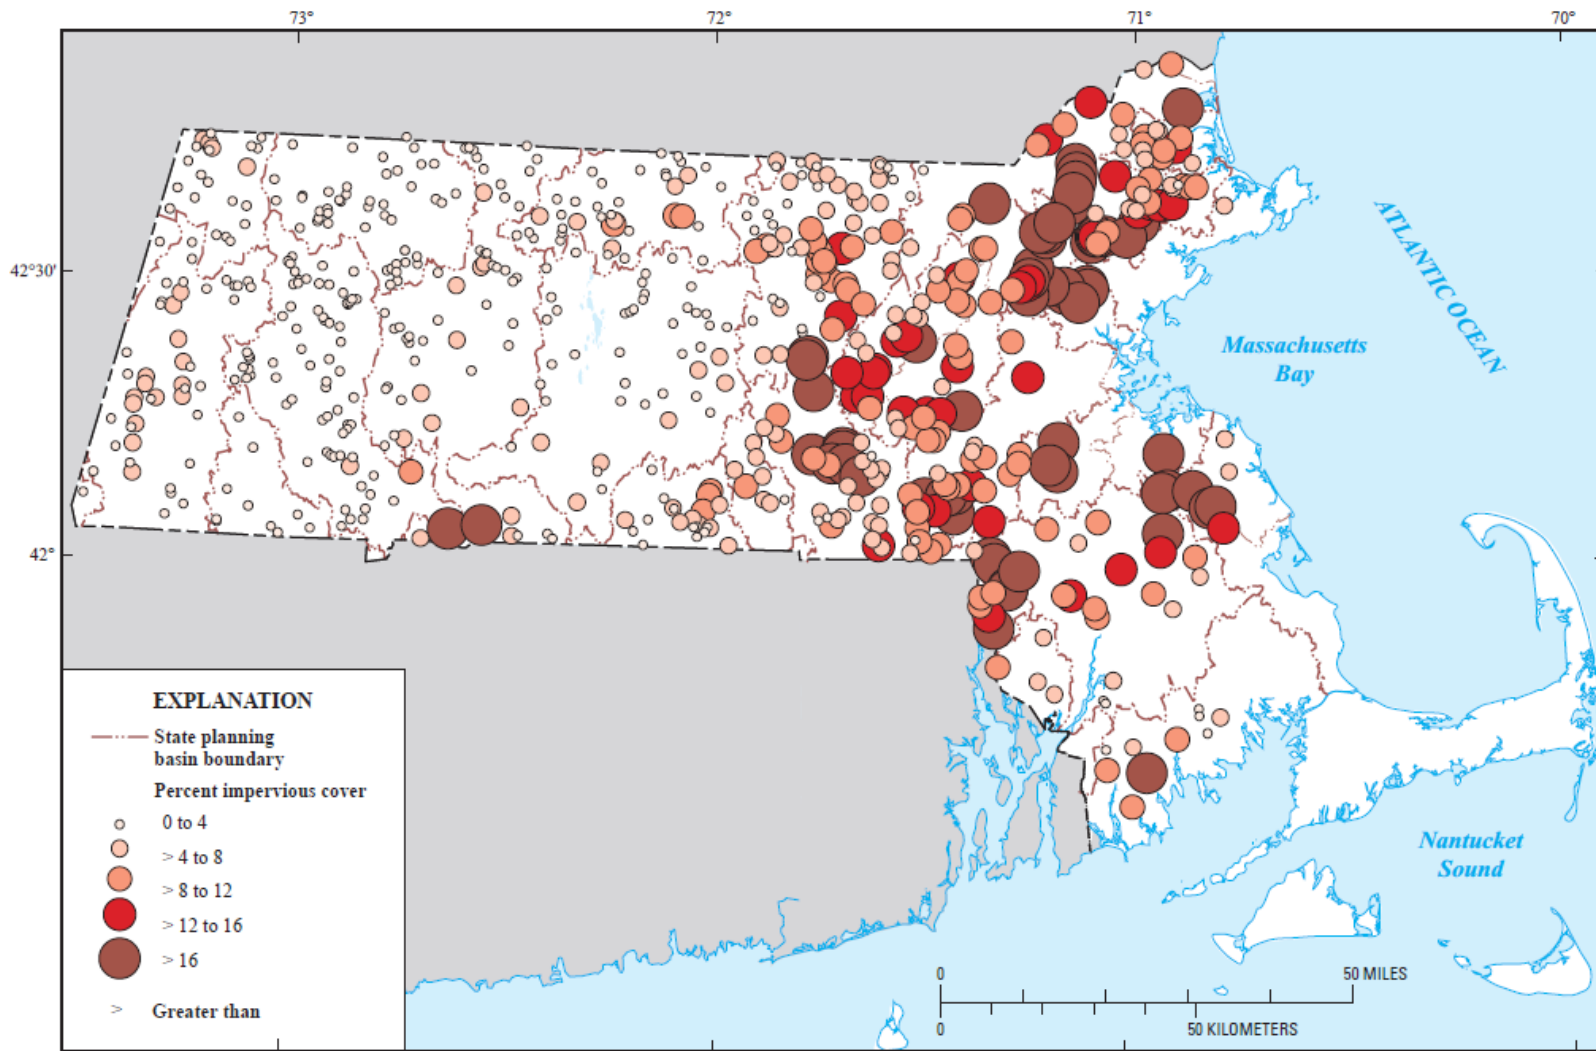 73°
72°
71°
70°
42°30'
42°
ATLANTIC OCEAN
Massachusetts
Bay
Nantucket
Sound
EXPLANATION
State planning
basin boundary
Percent impervious cover
0 to 4
> 4 to 8
> 8 to 12
> 12 to 16
> 16
> Greater than
0 50 MILES
0 50 KILOMETERS